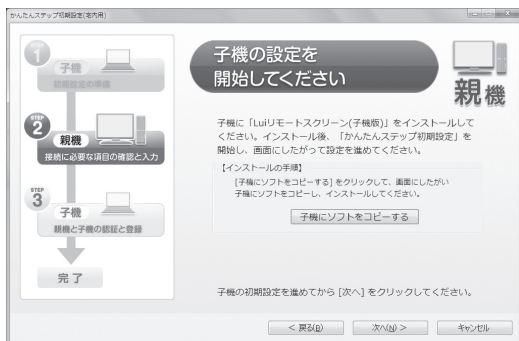 かんたんステップ初期設定(宅内用)
STEP
1
子機
初期設定の準備
STEP
2
親機
接続に必要な項目の確認と入力
STEP
3
子機
親機と子機の認証と登録
完了
子機の設定を
開始してください
親機
子機に「Luiリモートスクリーン(子機版)」をインストールして
ください。インストール後、「かんたんステップ初期設定」を
開始し、画面にしたがって設定を進めてください。
【インストールの手順】
[子機にソフトをコピーする]をクリックして、画面にしたがい
子機にソフトをコピーし、インストールしてください。
子機にソフトをコピーする
子機の初期設定を進めてから [次へ] をクリックしてください。
< 戻る(B)
次へ(N) >
キャンセル